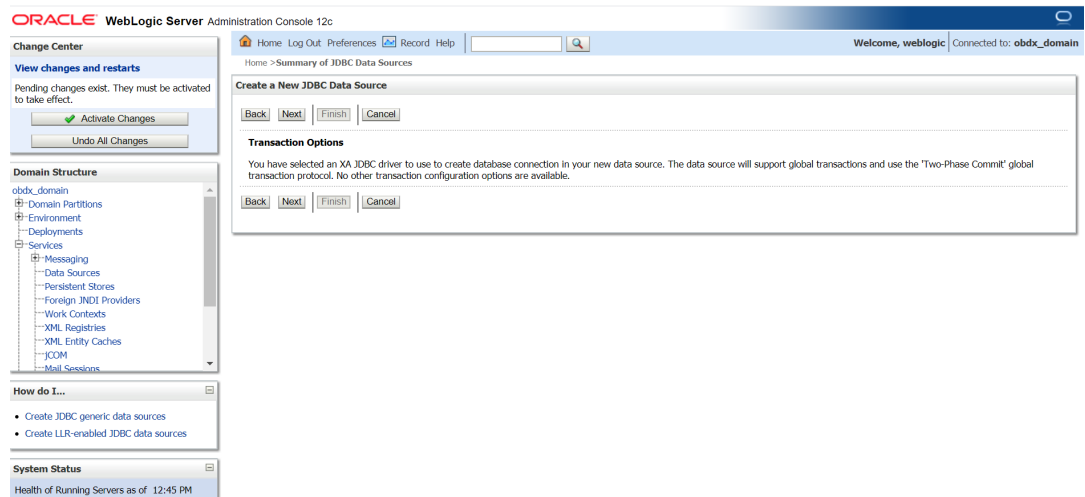 ORACLE WebLogic Server Administration Console 12c
Change Center
View changes and restarts
Pending changes exist. They must be activated
to take effect.
Activate Changes
Undo All Changes
Domain Structure
obdx_domain
Domain Partitions
Environment
Deployments
Services
Messaging
Data Sources
Persistent Stores
Foreign JNDI Providers
Work Contexts
XML Registries
XML Entity Caches
jCOM
Mail Sessions
How do I...
Create JDBC generic data sources
Create LLR-enabled JDBC data sources
System Status
Health of Running Servers as of 12:45 PM
Home Log Out Preferences Record Help
Welcome, weblogic Connected to: obdx_domain
Home >Summary of JDBC Data Sources
Create a New JDBC Data Source
Back Next Finish Cancel
Transaction Options
You have selected an XA JDBC driver to use to create database connection in your new data source. The data source will support global transactions and use the 'Two-Phase Commit' global
transaction protocol. No other transaction configuration options are available.
Back Next Finish Cancel